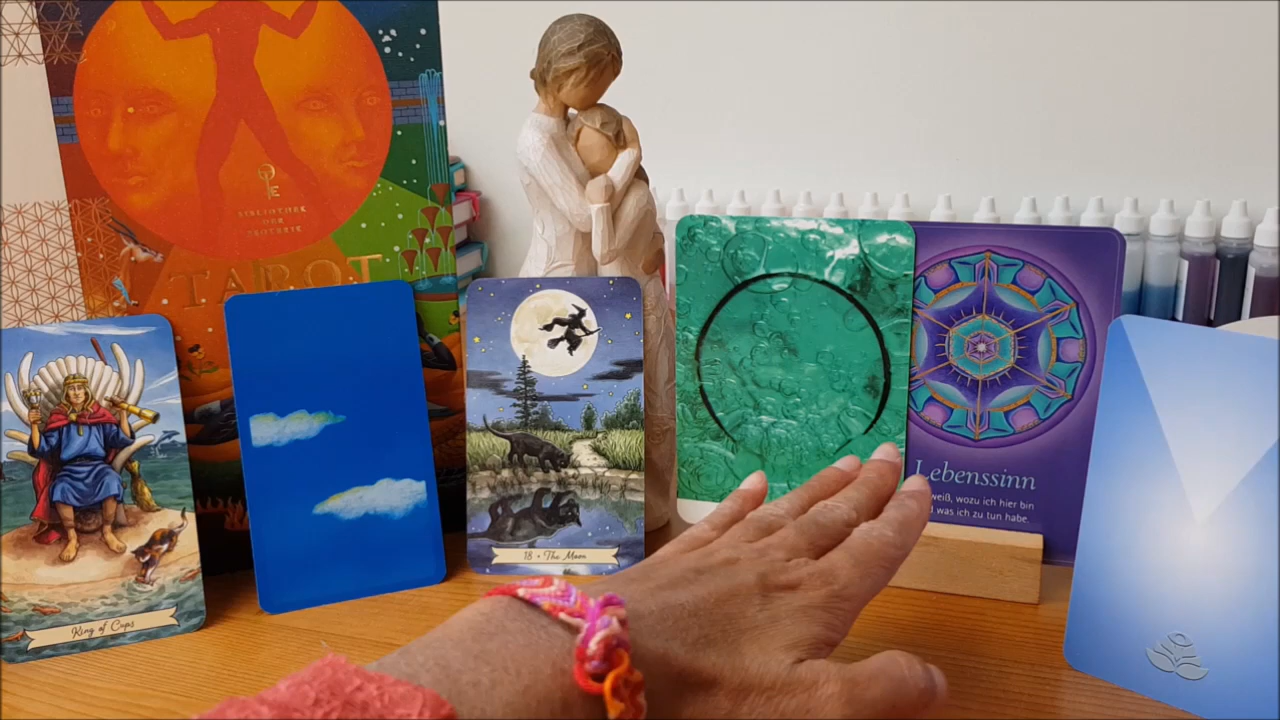 BIBLIOTHEK
DER
ESOTERIK
TAROT
King of Cups
18 • The Moon
Lebenssinn
weiß, wozu ich hier bin
d was ich zu tun habe.